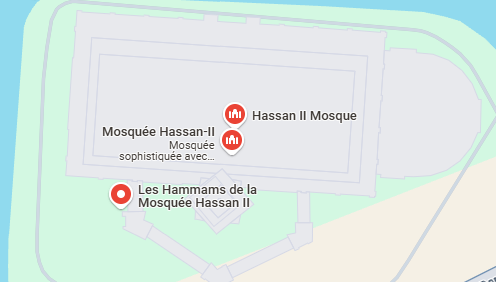 Hassan II Mosque
Mosquée Hassan-II
Mosquée
sophistiquée avec...
Les Hammams de la
Mosquée Hassan II